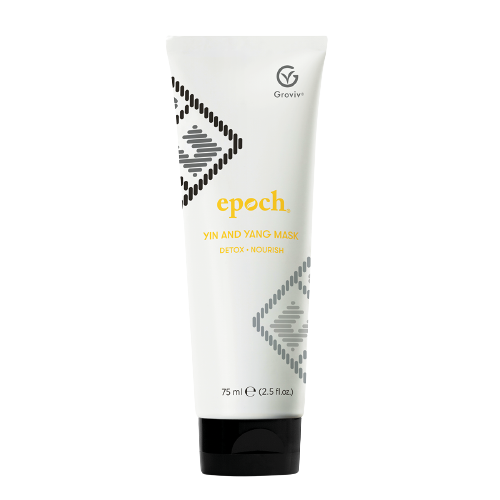 Groviv®
epoch®
YIN AND YANG MASK
DETOX • NOURISH
75 ml ℮ (2.5 fl.oz.)